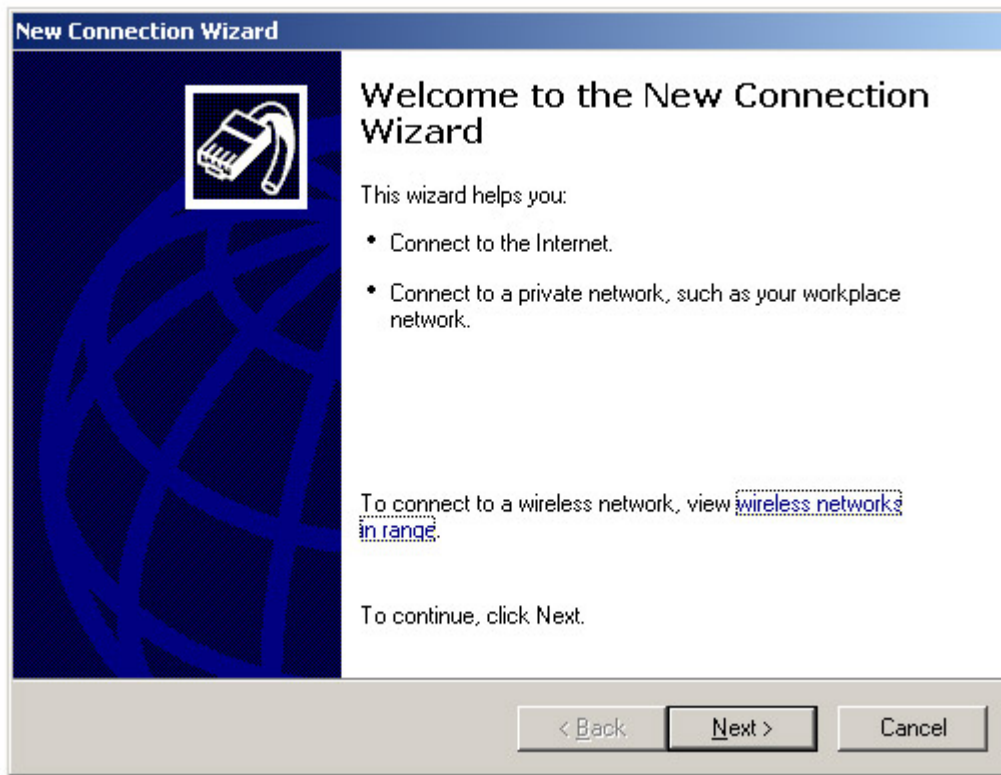 New Connection Wizard
Welcome to the New Connection
Wizard
This wizard helps you:
• Connect to the Internet.
• Connect to a private network, such as your workplace
network.
To connect to a wireless network, view wireless networks
in range.
To continue, click Next.
< Back
Next >
Cancel